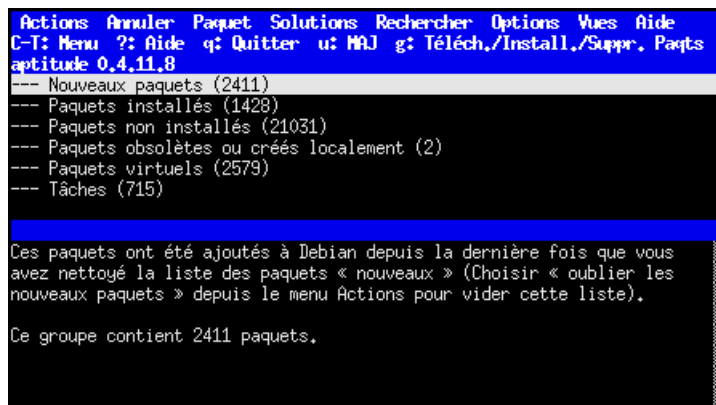 Actions Annuler Paquet Solutions Rechercher Options Vues Aide
C-T: Menu ?: Aide q: Quitter u: MàJ g: Téléch./Install./Suppr. Paqts
aptitude 0.4.11.8
--- Nouveaux paquets (2411)
--- Paquets installés (1428)
--- Paquets non installés (21031)
--- Paquets obsolètes ou créés localement (2)
--- Paquets virtuels (2579)
--- Tâches (715)
Ces paquets ont été ajoutés à Debian depuis la dernière fois que vous
avez nettoyé la liste des paquets « nouveaux » (Choisir « oublier les
nouveaux paquets » depuis le menu Actions pour vider cette liste).
Ce groupe contient 2411 paquets.